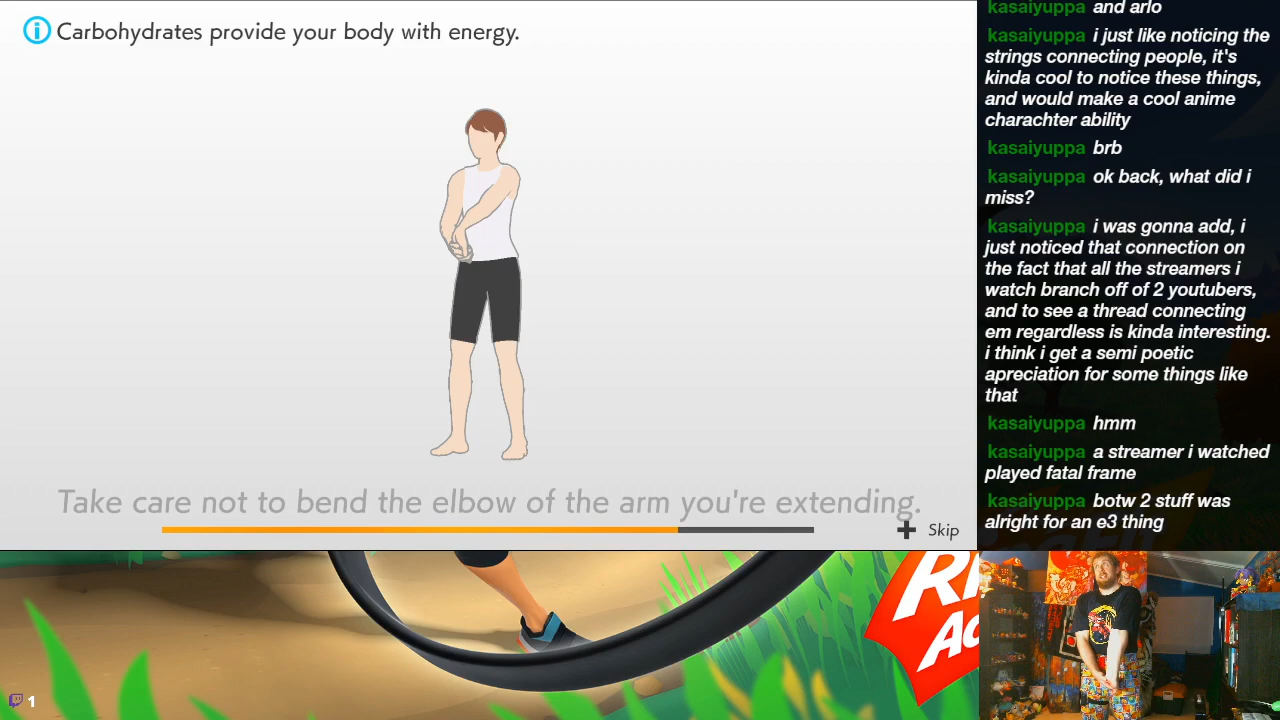 Carbohydrates provide your body with energy.
Take care not to bend the elbow of the arm you're extending.
Skip
kasaiyuppa and arlo
kasaiyuppa i just like noticing the
strings connecting people, it's
kinda cool to notice these things,
and would make a cool anime
charachter ability
kasaiyuppa brb
kasaiyuppa ok back, what did i
miss?
kasaiyuppa i was gonna add, i
just noticed that connection on
the fact that all the streamers i
watch branch off of 2 youtubers,
and to see a thread connecting
em regardless is kinda interesting.
i think i get a semi poetic
apreciation for some things like
that
kasaiyuppa hmm
kasaiyuppa a streamer i watched
played fatal frame
kasaiyuppa botw 2 stuff was
alright for an e3 thing
1